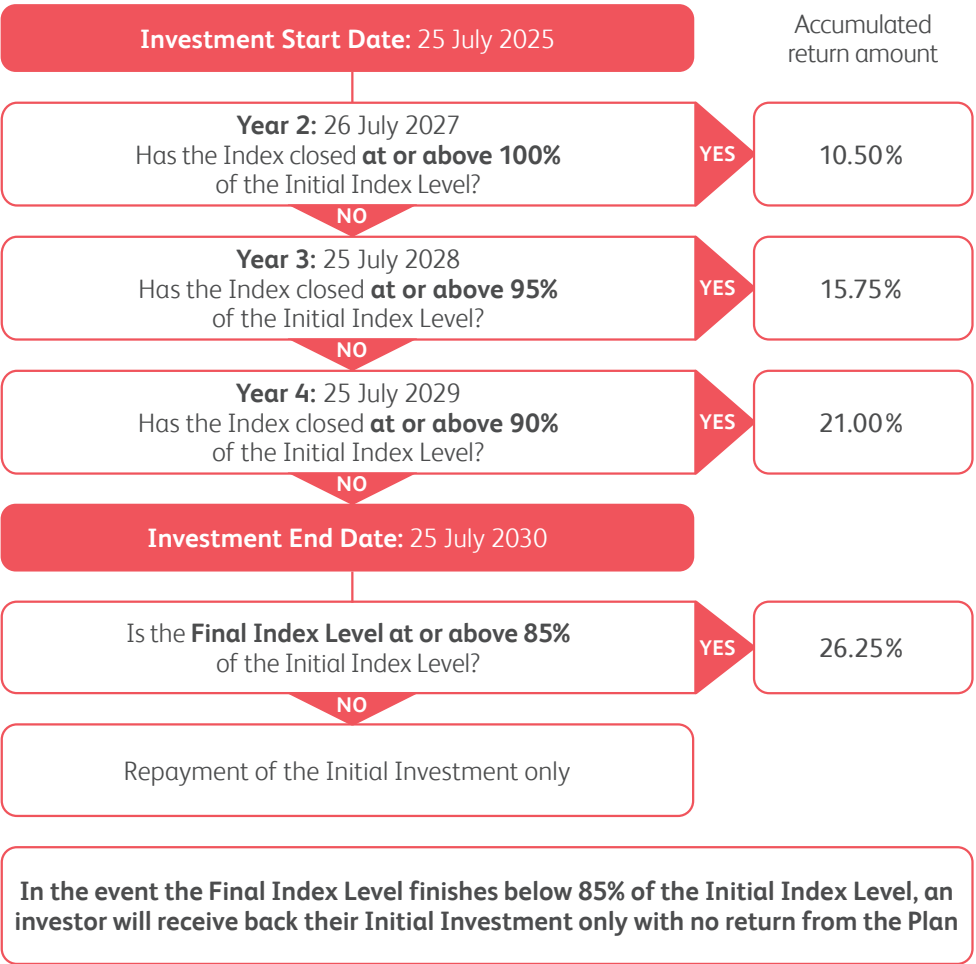 Investment Start Date: 25 July 2025
Accumulated
return amount
Year 2: 26 July 2027
Has the Index closed at or above 100%
of the Initial Index Level?
YES
10.50%
NO
Year 3: 25 July 2028
Has the Index closed at or above 95%
of the Initial Index Level?
YES
15.75%
NO
Year 4: 25 July 2029
Has the Index closed at or above 90%
of the Initial Index Level?
YES
21.00%
NO
Investment End Date: 25 July 2030
Is the Final Index Level at or above 85%
of the Initial Index Level?
YES
26.25%
NO
Repayment of the Initial Investment only
In the event the Final Index Level finishes below 85% of the Initial Index Level, an
investor will receive back their Initial Investment only with no return from the Plan